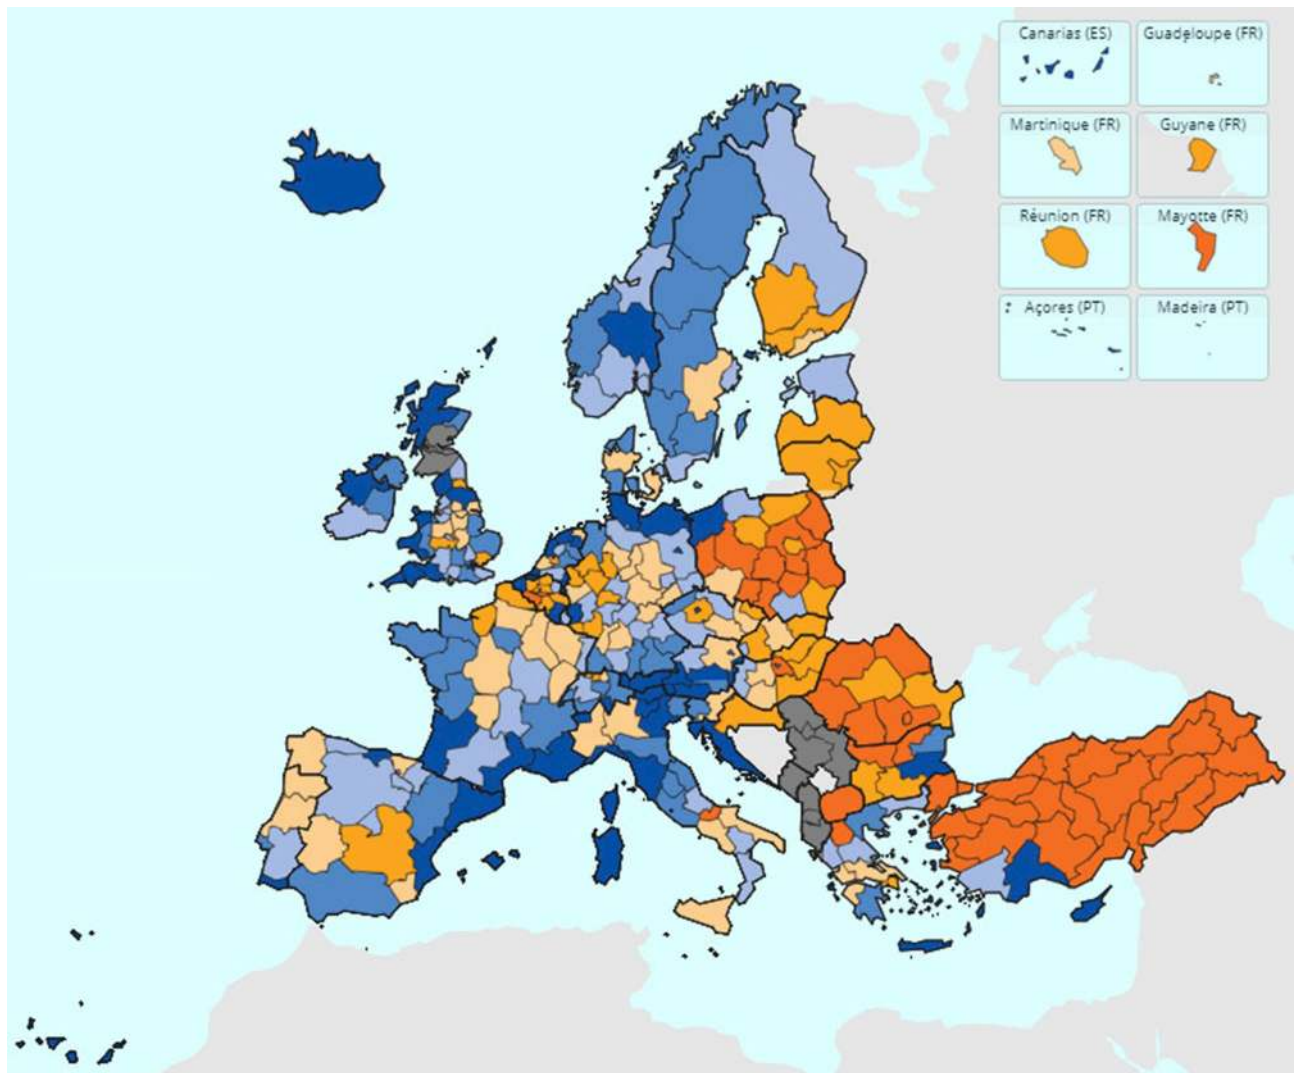 Canarias (ES)
Guadeloupe (FR)
Martinique (FR)
Guyane (FR)
Réunion (FR)
Mayotte (FR)
Açores (PT)
Madeira (PT)